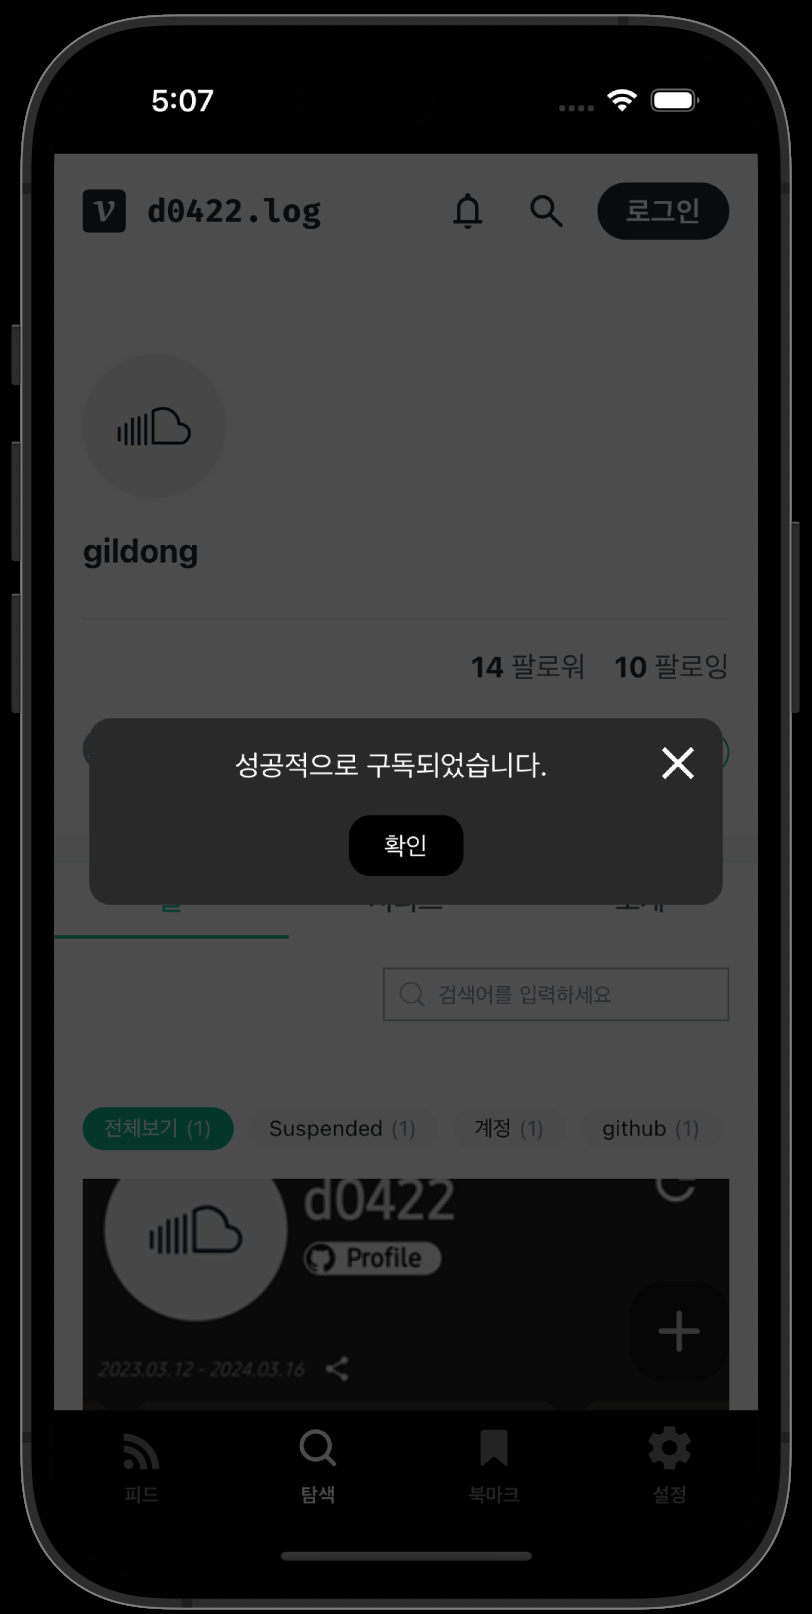 5:07
v d0422.log 로그인
gildong
14 팔로워 10 팔로잉
성공적으로 구독되었습니다.
확인
검색어를 입력하세요
전체보기 (1) Suspended (1) 계정 (1) github (1)
d0422
Profile
2023.03.12 - 2024.03.16
피드 탐색 북마크 설정